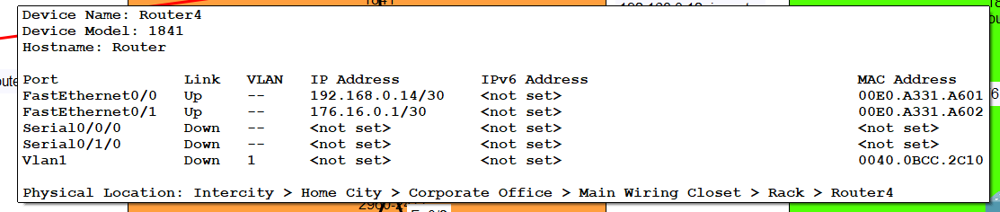 Device Name: Router4
Device Model: 1841
Hostname: Router
Port Link VLAN IP Address IPv6 Address MAC Address
FastEthernet0/0 Up -- 192.168.0.14/30 <not set> 00E0.A331.A601
FastEthernet0/1 Up -- 176.16.0.1/30 <not set> 00E0.A331.A602
Serial0/0/0 Down -- <not set> <not set> <not set>
Serial0/1/0 Down -- <not set> <not set> <not set>
Vlan1 Down 1 <not set> <not set> 0040.0BCC.2C10
Physical Location: Intercity > Home City > Corporate Office > Main Wiring Closet > Rack > Router4